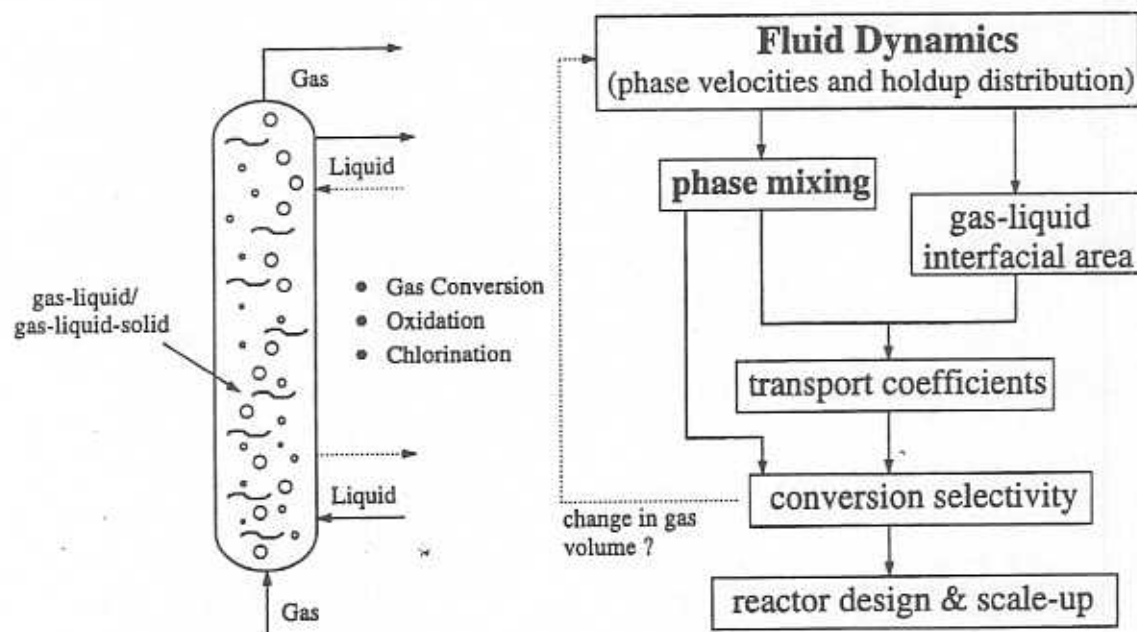 Gas
Liquid
gas-liquid/
gas-liquid-solid
• Gas Conversion
• Oxidation
• Chlorination
Liquid
Gas
Fluid Dynamics
(phase velocities and holdup distribution)
phase mixing
gas-liquid
interfacial area
transport coefficients
conversion selectivity
change in gas
volume ?
reactor design & scale-up